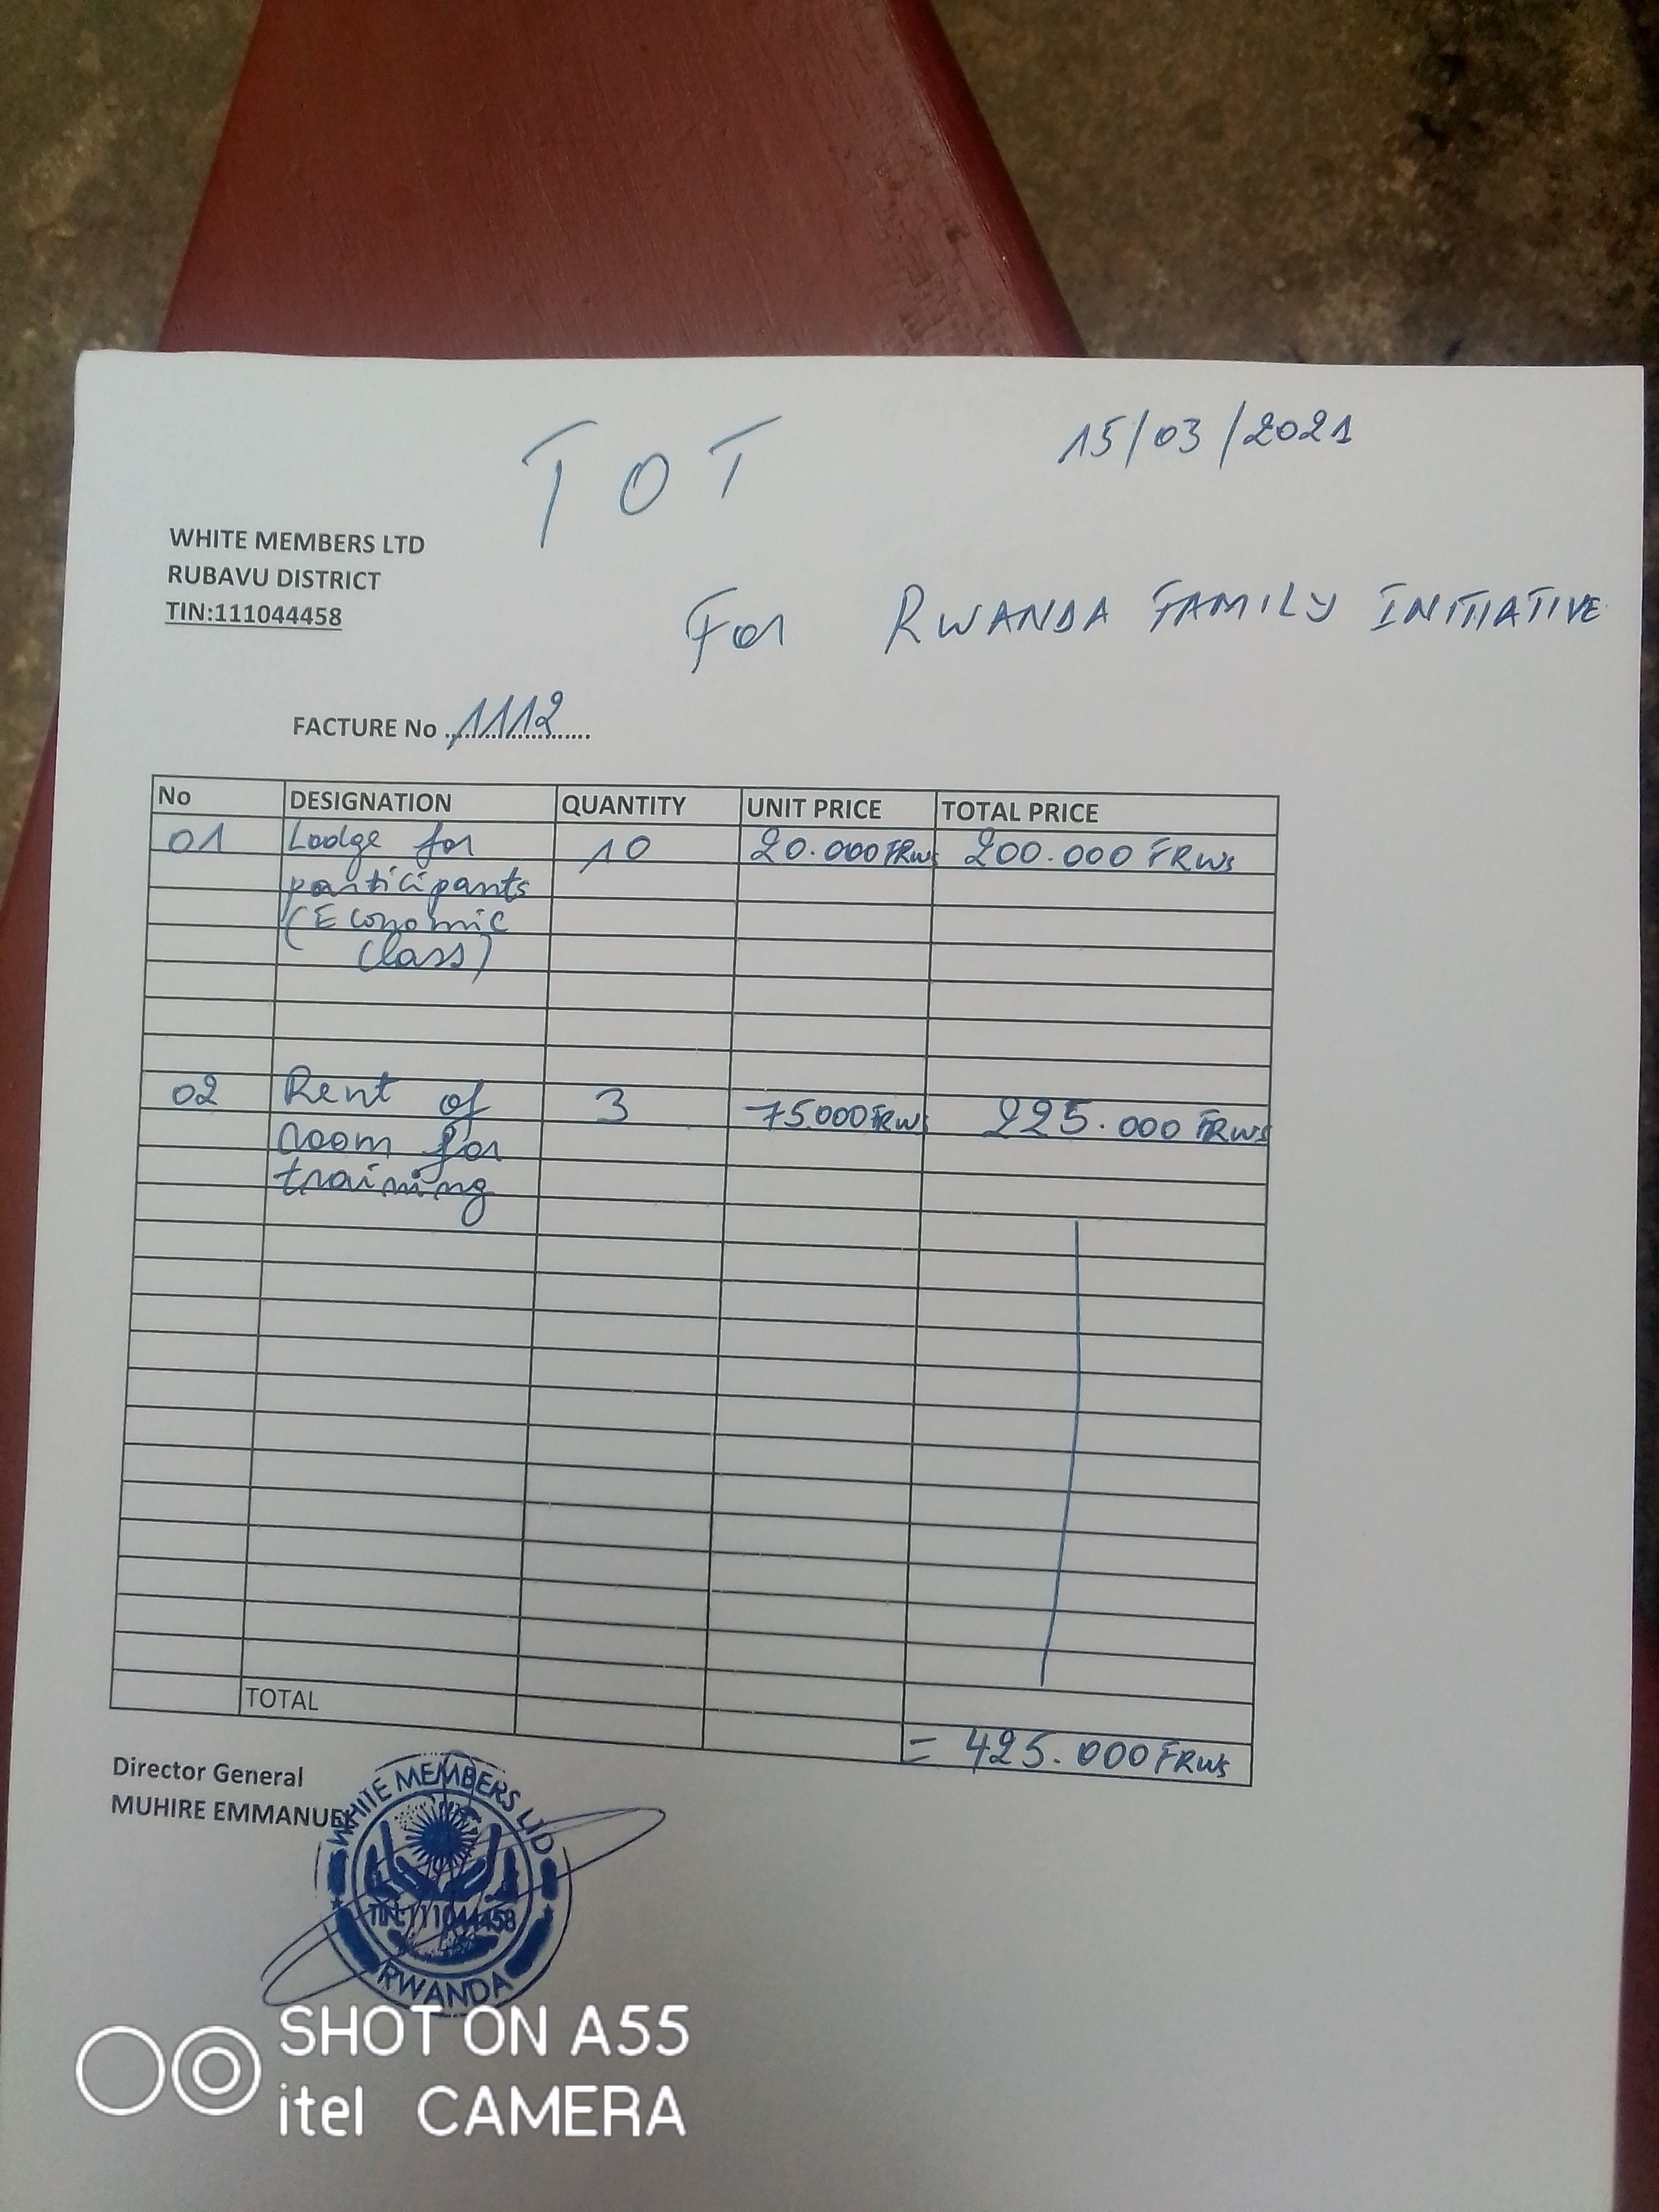 TOT
15/03/2021
WHITE MEMBERS LTD
RUBAVU DISTRICT
TIN:111044458
For RWANDA FAMILY INITIATIVE
FACTURE No 1112
No DESIGNATION QUANTITY UNIT PRICE TOTAL PRICE
01 Lodge for 10 20.000 FRws 200.000 FRws
participants
(Economic
Class)
02 Rent of 3 75.000 FRws 225.000 FRws
room for
training
TOTAL = 425.000 FRws
Director General
MUHIRE EMMANUEL
WHITE MEMBERS LTD
TIN:111044458
RWANDA
SHOT ON A55
itel CAMERA